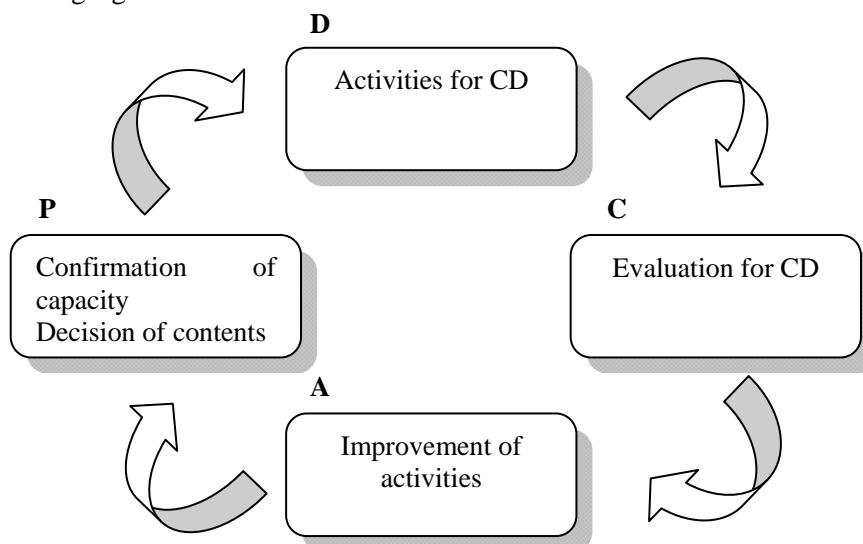 D
Activities for CD
P
C
Confirmation of
capacity
Decision of contents
Evaluation for CD
A
Improvement of
activities